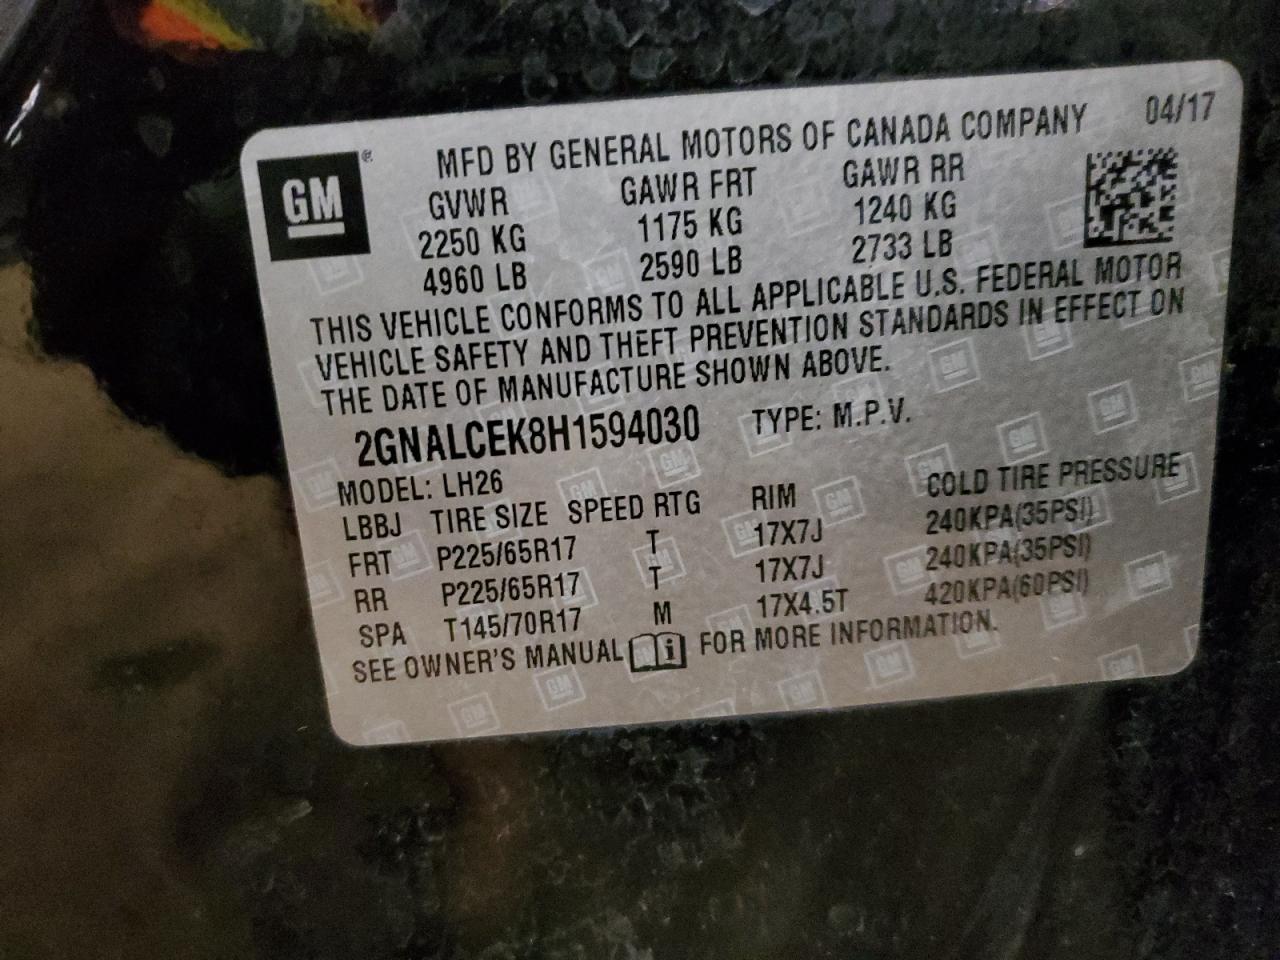 GM
MFD BY GENERAL MOTORS OF CANADA COMPANY 04/17
GVWR GAWR FRT GAWR RR
2250 KG 1175 KG 1240 KG
4960 LB 2590 LB 2733 LB
THIS VEHICLE CONFORMS TO ALL APPLICABLE U.S. FEDERAL MOTOR
VEHICLE SAFETY AND THEFT PREVENTION STANDARDS IN EFFECT ON
THE DATE OF MANUFACTURE SHOWN ABOVE.
2GNALCEK8H1594030 TYPE: M.P.V.
MODEL: LH26
LBBJ TIRE SIZE SPEED RTG RIM COLD TIRE PRESSURE
FRT P225/65R17 T 17X7J 240KPA(35PSI)
RR P225/65R17 T 17X7J 240KPA(35PSI)
SPA T145/70R17 M 17X4.5T 420KPA(60PSI)
SEE OWNER'S MANUAL i FOR MORE INFORMATION.